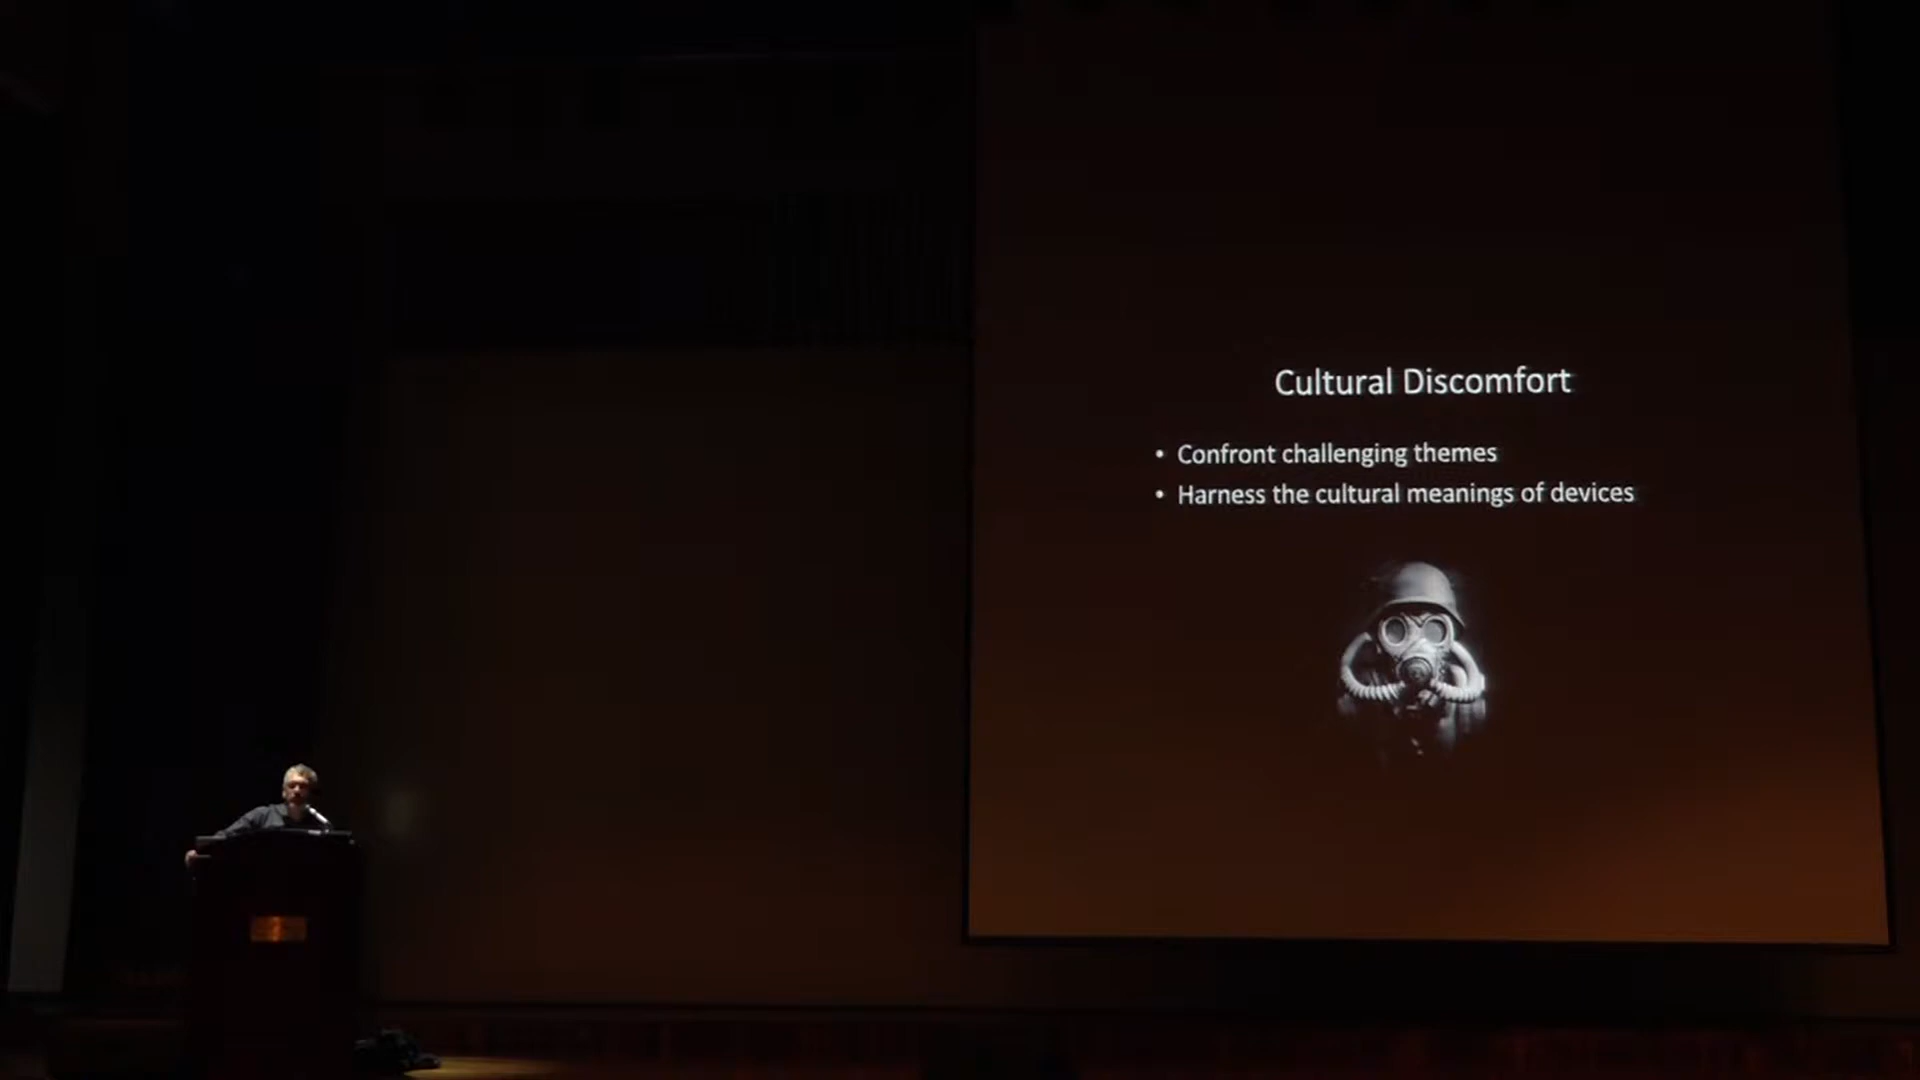 Cultural Discomfort
• Confront challenging themes
• Harness the cultural meanings of devices